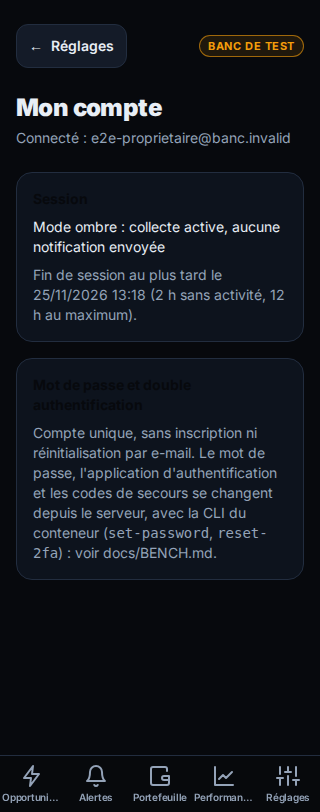 ← Réglages
BANC DE TEST
Mon compte
Connecté : e2e-proprietaire@banc.invalid
Session
Mode ombre : collecte active, aucune
notification envoyée
Fin de session au plus tard le
25/11/2026 13:18 (2 h sans activité, 12
h au maximum).
Mot de passe et double
authentification
Compte unique, sans inscription ni
réinitialisation par e-mail. Le mot de
passe, l'application d'authentification
et les codes de secours se changent
depuis le serveur, avec la CLI du
conteneur (set-password, reset-
2fa) : voir docs/BENCH.md.
Opportuni...
Alertes
Portefeuille
Performan...
Réglages